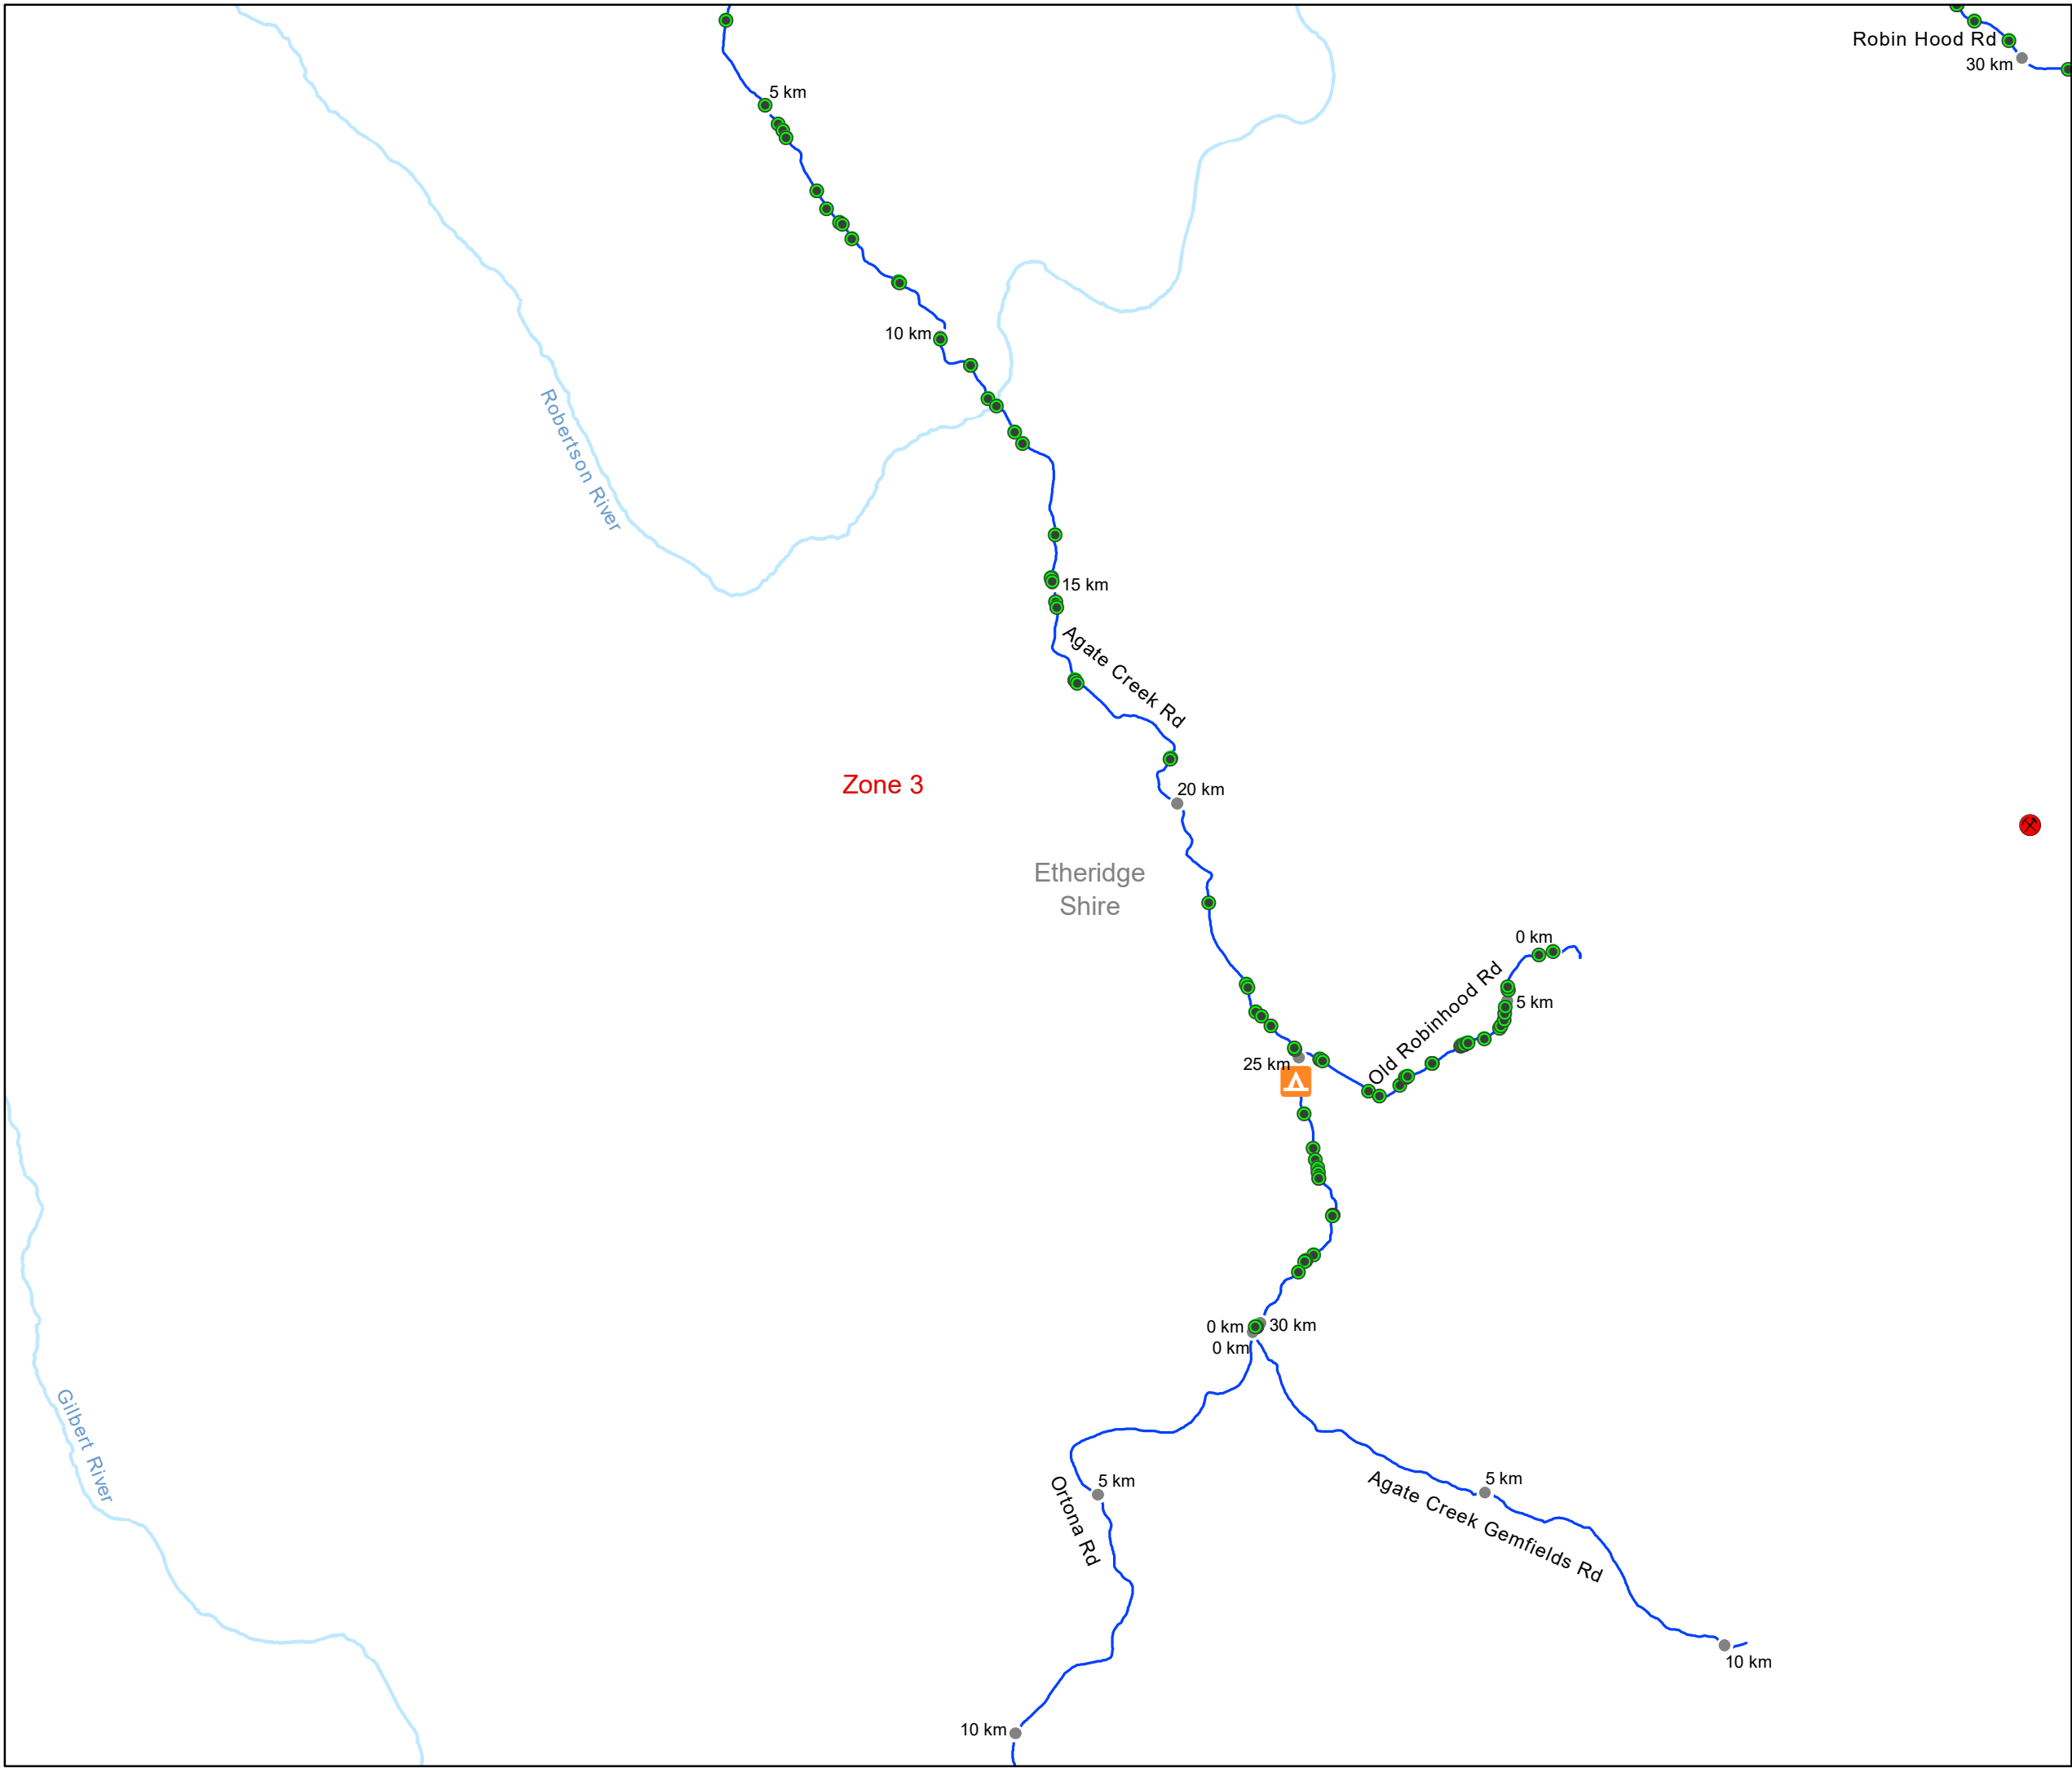 Robin Hood Rd
30 km
5 km
10 km
Robertson River
15 km
Agate Creek Rd
Zone 3
20 km
Etheridge
Shire
0 km
Old Robinhood Rd
5 km
25 km
0 km
30 km
0 km
Gilbert River
5 km
Ortona Rd
5 km
Agate Creek Gemfields Rd
10 km
10 km